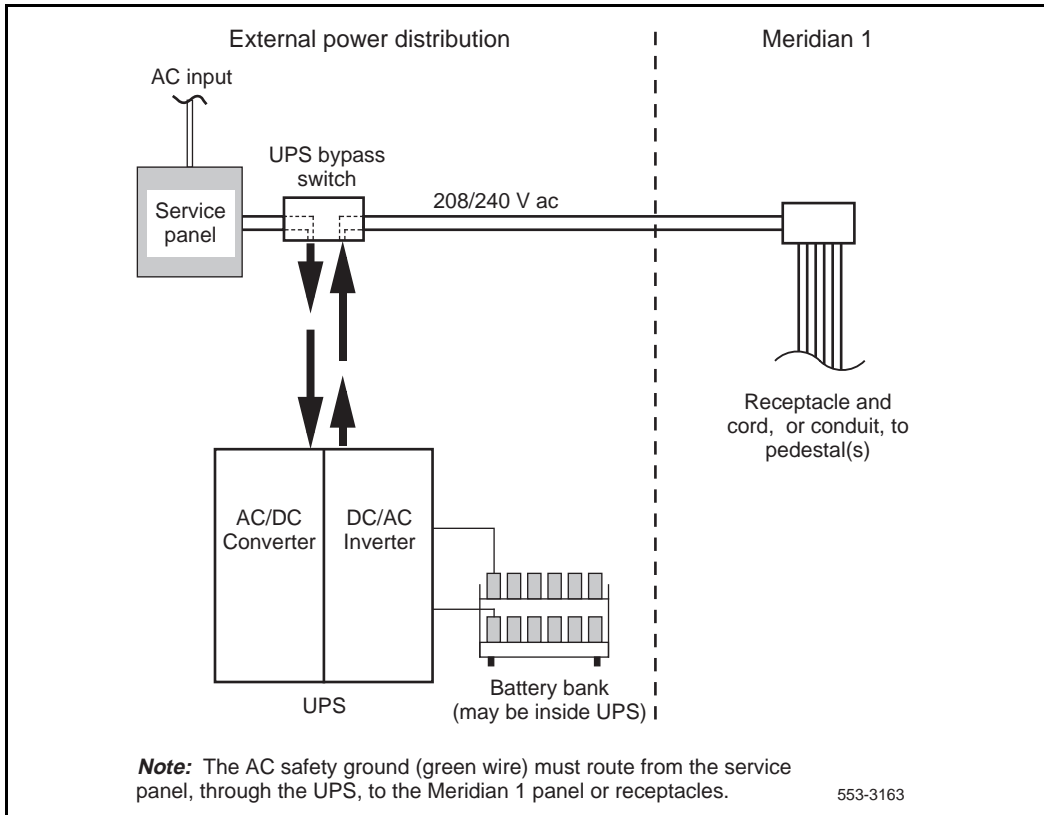 External power distribution
Meridian 1
AC input
UPS bypass
switch
208/240 V ac
Service
panel
Receptacle and
cord, or conduit, to
pedestal(s)
AC/DC
Converter
DC/AC
Inverter
UPS
Battery bank
(may be inside UPS)
Note: The AC safety ground (green wire) must route from the service
panel, through the UPS, to the Meridian 1 panel or receptacles.
553-3163